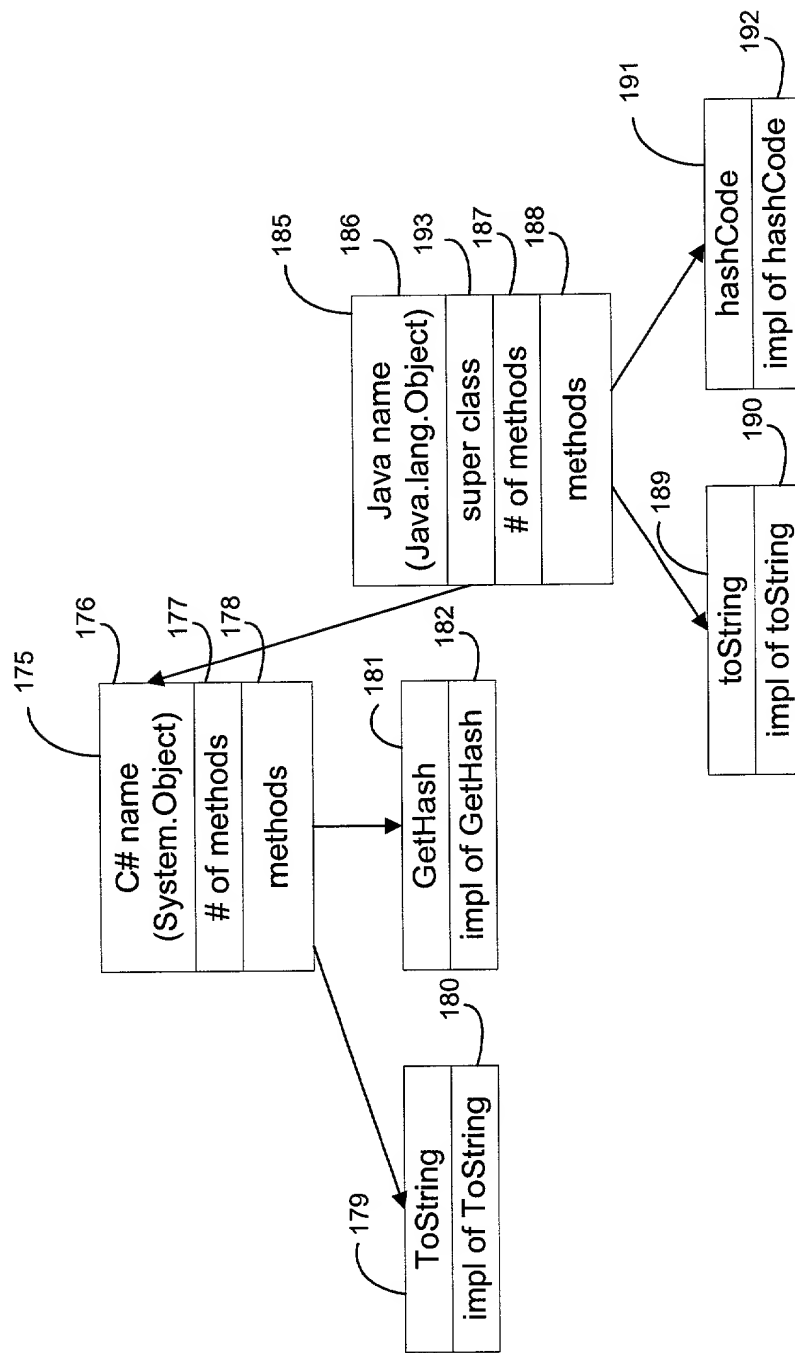 175
176
C# name
(System.Object)
177
# of methods
178
methods
179
ToString
180
impl of ToString
181
GetHash
182
impl of GetHash
185
186
Java name
(Java.lang.Object)
193
super class
187
# of methods
188
methods
189
toString
190
impl of toString
191
hashCode
192
impl of hashCode